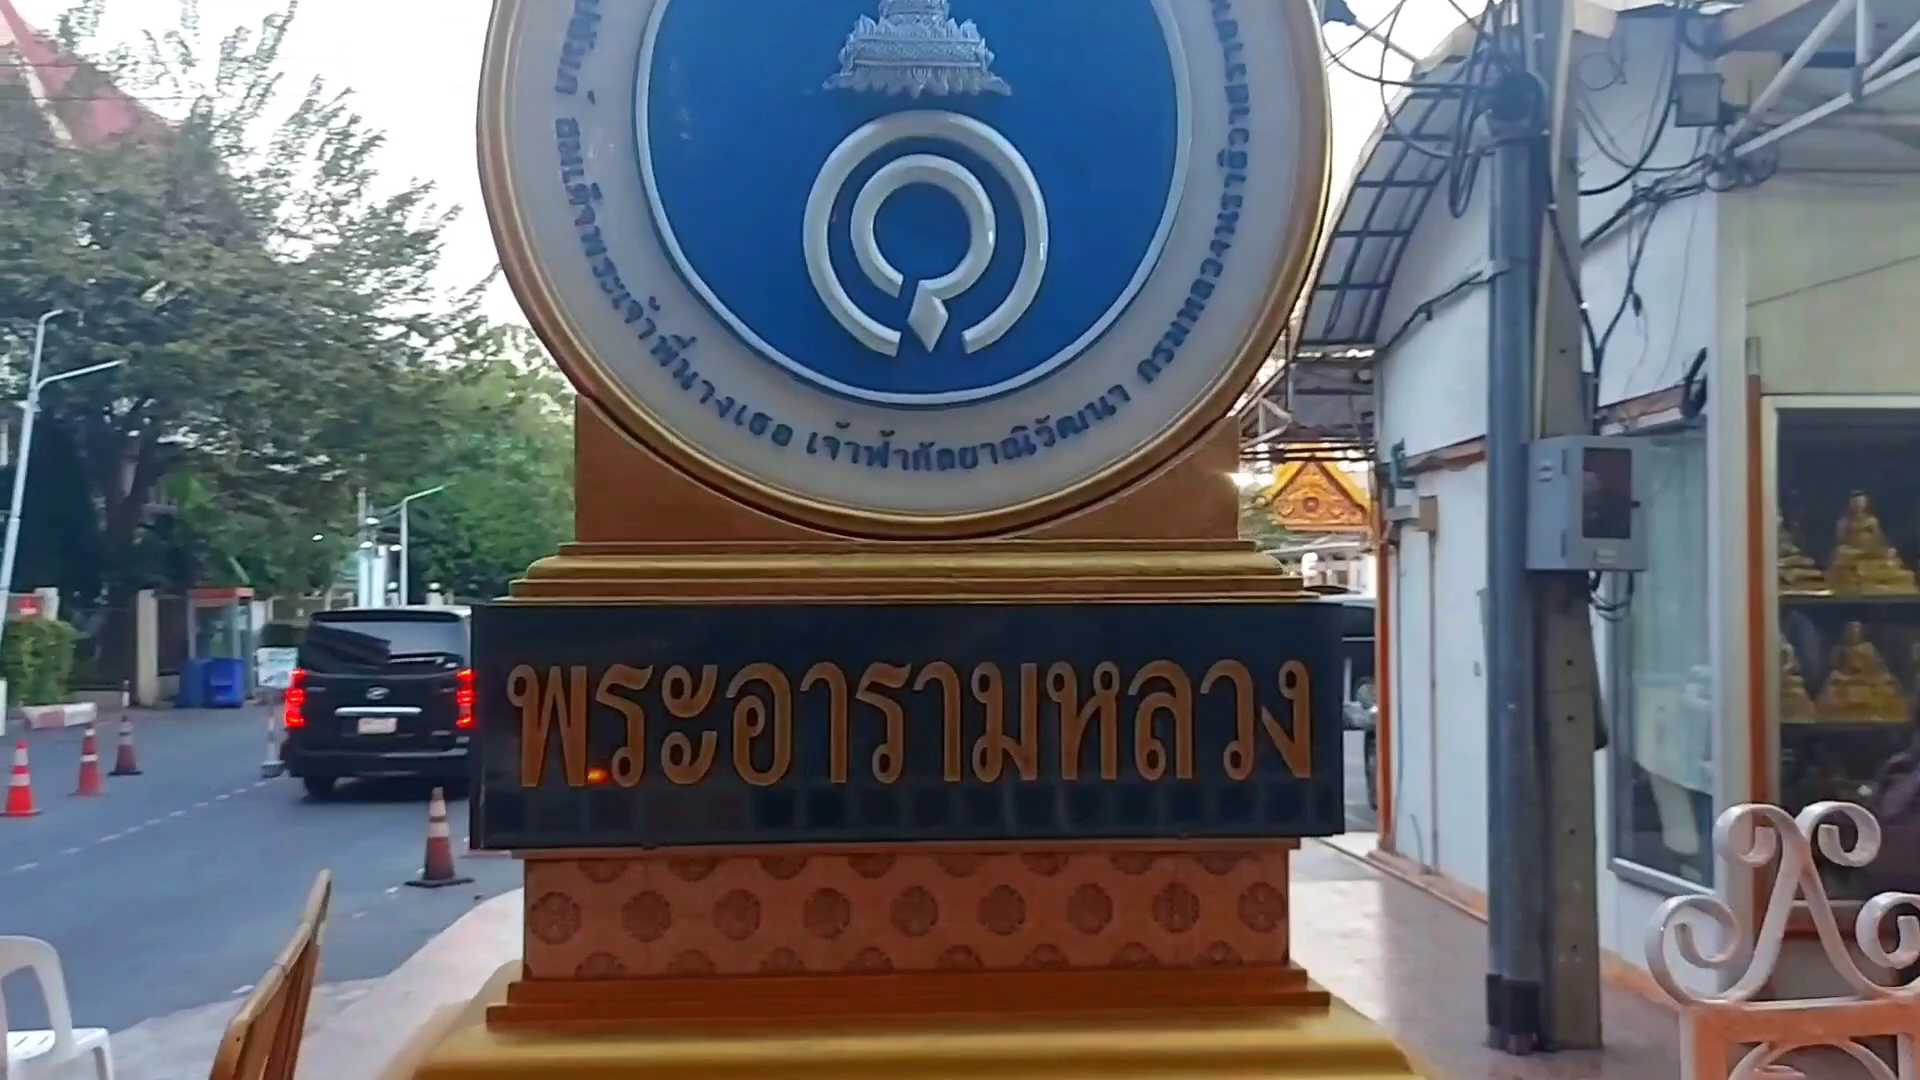 สมเด็จพระเจ้าพี่นางเธอ เจ้าฟ้ากัลยาณิวัฒนา กรมหลวงนราธิวาสราชนครินทร์
พระอารามหลวง